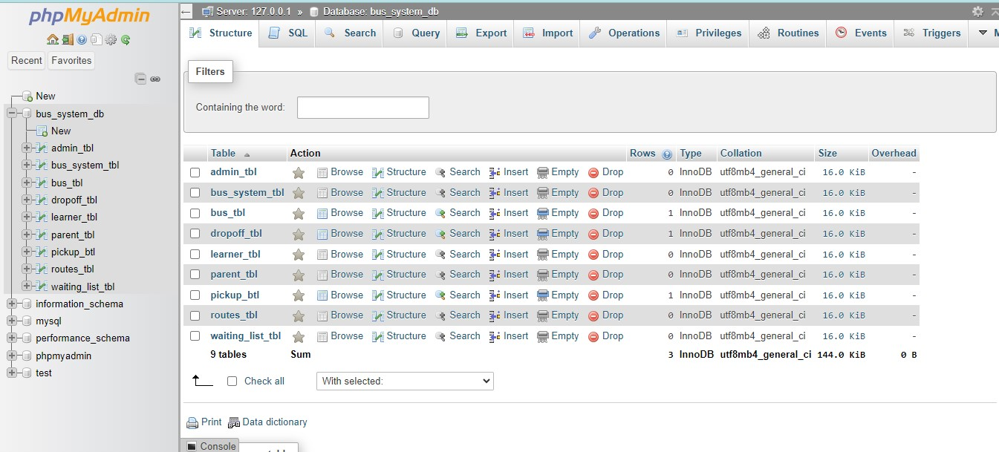 phpMyAdmin
Recent Favorites
New
bus_system_db
New
admin_tbl
bus_system_tbl
bus_tbl
dropoff_tbl
learner_tbl
parent_tbl
pickup_btl
routes_tbl
waiting_list_tbl
information_schema
mysql
performance_schema
phpmyadmin
test
Server: 127.0.0.1 » Database: bus_system_db
Structure SQL Search Query Export Import Operations Privileges Routines Events Triggers
Filters
Containing the word:
Table Action Rows Type Collation Size Overhead
admin_tbl Browse Structure Search Insert Empty Drop 0 InnoDB utf8mb4_general_ci 16.0 KiB -
bus_system_tbl Browse Structure Search Insert Empty Drop 0 InnoDB utf8mb4_general_ci 16.0 KiB -
bus_tbl Browse Structure Search Insert Empty Drop 1 InnoDB utf8mb4_general_ci 16.0 KiB -
dropoff_tbl Browse Structure Search Insert Empty Drop 1 InnoDB utf8mb4_general_ci 16.0 KiB -
learner_tbl Browse Structure Search Insert Empty Drop 0 InnoDB utf8mb4_general_ci 16.0 KiB -
parent_tbl Browse Structure Search Insert Empty Drop 0 InnoDB utf8mb4_general_ci 16.0 KiB -
pickup_btl Browse Structure Search Insert Empty Drop 1 InnoDB utf8mb4_general_ci 16.0 KiB -
routes_tbl Browse Structure Search Insert Empty Drop 0 InnoDB utf8mb4_general_ci 16.0 KiB -
waiting_list_tbl Browse Structure Search Insert Empty Drop 0 InnoDB utf8mb4_general_ci 16.0 KiB -
9 tables Sum 3 InnoDB utf8mb4_general_ci 144.0 KiB 0 B
Check all With selected:
Print Data dictionary
Console